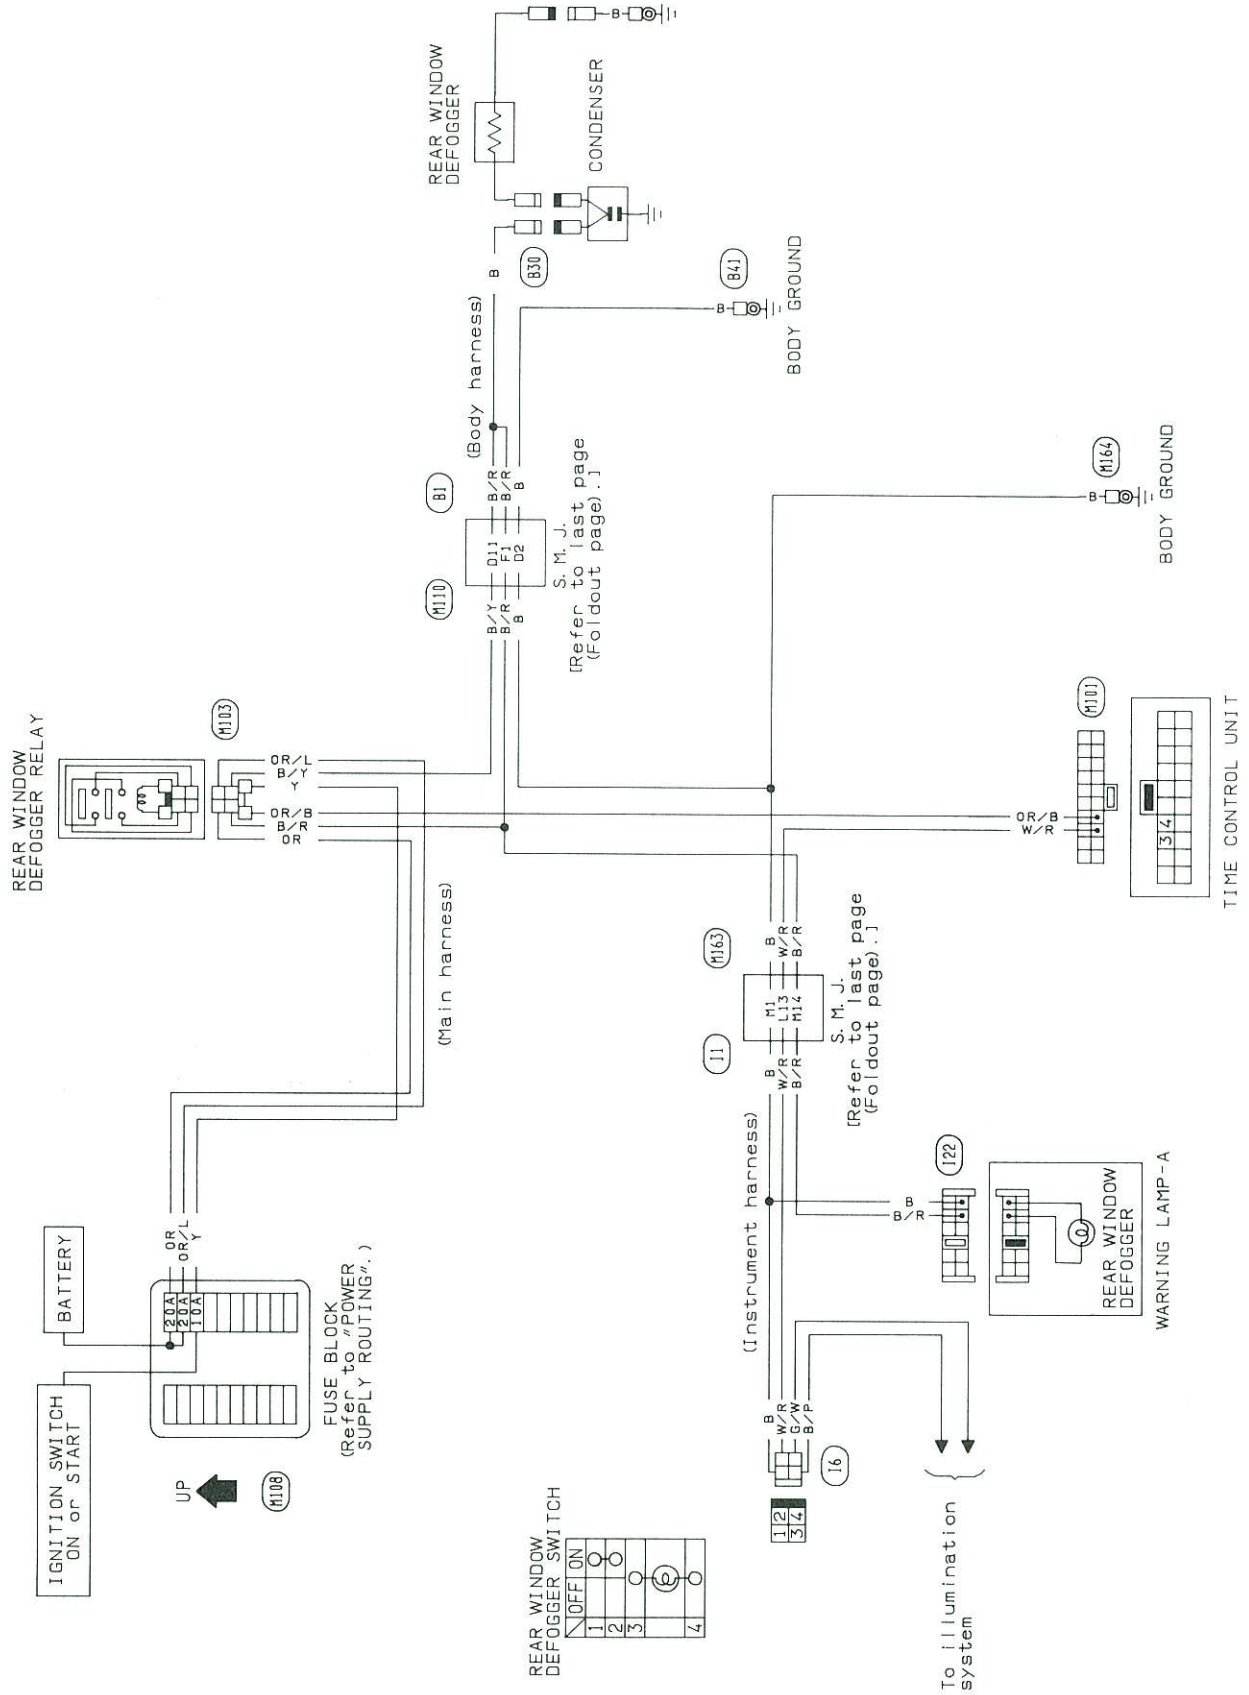 IGNITION SWITCH
ON or START
BATTERY
UP
M108
20A
20A
10A
OR
OR/L
Y
FUSE BLOCK
(Refer to "POWER
SUPPLY ROUTING".)
(Main harness)
REAR WINDOW
DEFOGGER RELAY
M103
OR/L
B/Y
Y
OR/B
B/R
OR
REAR WINDOW
DEFOGGER
CONDENSER
B
B
B30
(Body harness)
M110
B1
B/Y
B/R
B
D11
F1
D2
B/R
B/R
B
S. M. J.
[Refer to last page
(Foldout page).]
B
B41
BODY GROUND
B
M164
BODY GROUND
REAR WINDOW
DEFOGGER SWITCH
OFF ON
1
2
3
4
1 2
3 4
I6
B
W/R
G/W
B/P
To illumination
system
(Instrument harness)
I1
M163
B
W/R
B/R
M1
L13
M14
B
W/R
B/R
S. M. J.
[Refer to last page
(Foldout page).]
B
B/R
I22
REAR WINDOW
DEFOGGER
WARNING LAMP-A
OR/B
W/R
M101
3 4
TIME CONTROL UNIT